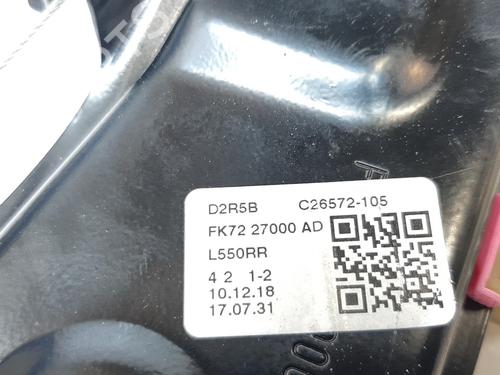 D2R5B C26572-105
FK72 27000 AD
L550RR
4 2 1-2
10.12.18
17.07.31